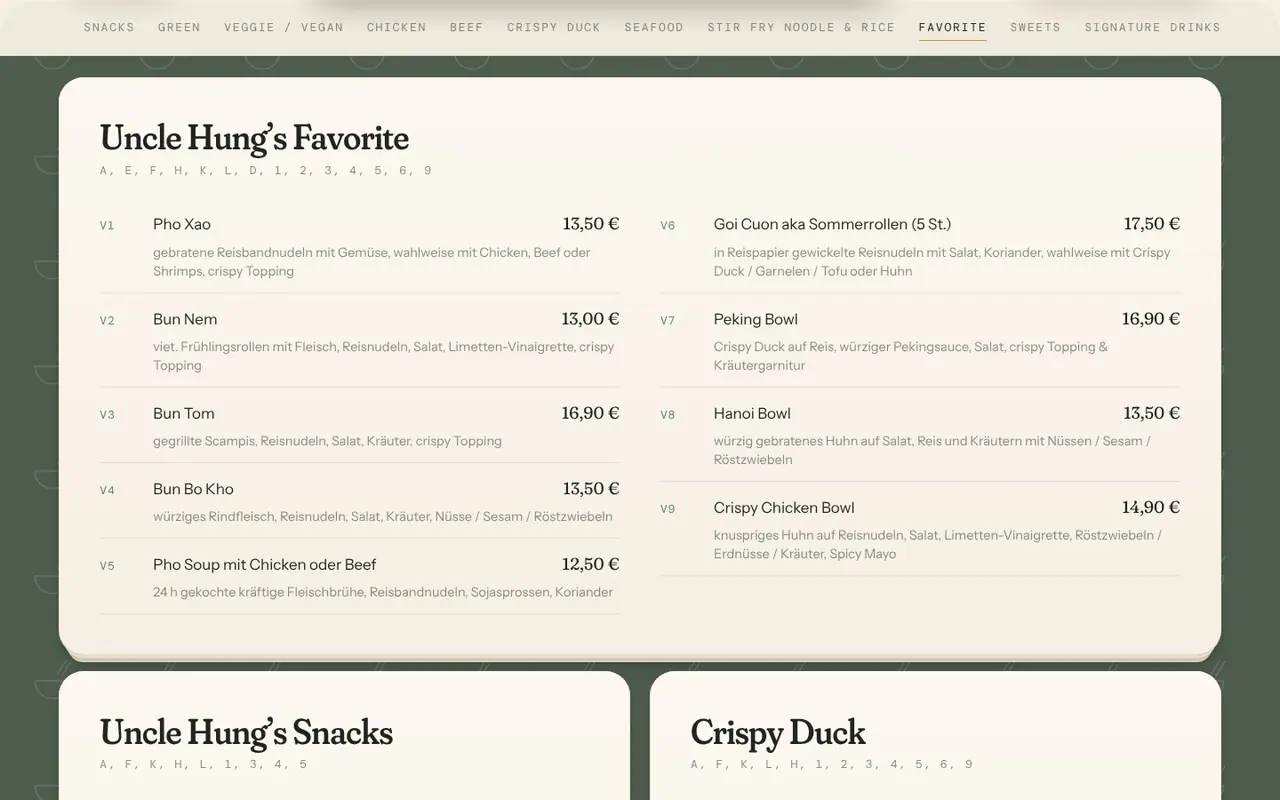 SNACKS GREEN VEGGIE / VEGAN CHICKEN BEEF CRISPY DUCK SEAFOOD STIR FRY NOODLE & RICE FAVORITE SWEETS SIGNATURE DRINKS
Uncle Hung’s Favorite
A, E, F, H, K, L, D, 1, 2, 3, 4, 5, 6, 9
V1 Pho Xao 13,50 €
gebratene Reisbandnudeln mit Gemüse, wahlweise mit Chicken, Beef oder
Shrimps, crispy Topping
V2 Bun Nem 13,00 €
viet. Frühlingsrollen mit Fleisch, Reisnudeln, Salat, Limetten-Vinaigrette, crispy
Topping
V3 Bun Tom 16,90 €
gegrillte Scampis, Reisnudeln, Salat, Kräuter, crispy Topping
V4 Bun Bo Kho 13,50 €
würziges Rindfleisch, Reisnudeln, Salat, Kräuter, Nüsse / Sesam / Röstzwiebeln
V5 Pho Soup mit Chicken oder Beef 12,50 €
24 h gekochte kräftige Fleischbrühe, Reisbandnudeln, Sojasprossen, Koriander
V6 Goi Cuon aka Sommerrollen (5 St.) 17,50 €
in Reispapier gewickelte Reisnudeln mit Salat, Koriander, wahlweise mit Crispy
Duck / Garnelen / Tofu oder Huhn
V7 Peking Bowl 16,90 €
Crispy Duck auf Reis, würziger Pekingsauce, Salat, crispy Topping &
Kräutergarnitur
V8 Hanoi Bowl 13,50 €
würzig gebratenes Huhn auf Salat, Reis und Kräutern mit Nüssen / Sesam /
Röstzwiebeln
V9 Crispy Chicken Bowl 14,90 €
knuspriges Huhn auf Reisnudeln, Salat, Limetten-Vinaigrette, Röstzwiebeln /
Erdnüsse / Kräuter, Spicy Mayo
Uncle Hung’s Snacks
A, F, K, H, L, 1, 3, 4, 5
Crispy Duck
A, F, K, L, H, 1, 2, 3, 4, 5, 6, 9